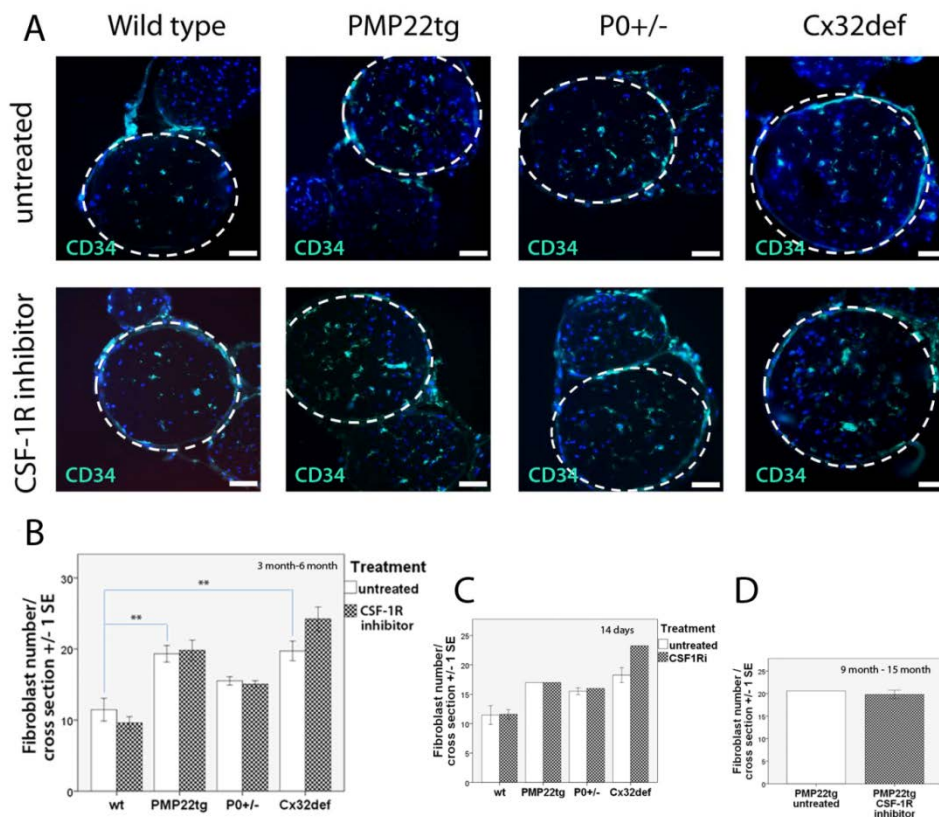 A
Wild type
PMP22tg
P0+/-
Cx32def
untreated
CD34
CD34
CD34
CD34
CSF-1R inhibitor
CD34
CD34
CD34
CD34
B
3 month-6 month
Treatment
untreated
CSF-1R
inhibitor
Fibroblast number/
cross section +/- 1 SE
30
20
10
0
**
**
wt
PMP22tg
P0+/-
Cx32def
C
14 days
Treatment
untreated
CSF1Ri
Fibroblast number/
cross section +/- 1 SE
25
20
15
10
5
0
wt
PMP22tg
P0+/-
Cx32def
D
9 month - 15 month
Fibroblast number/
cross section +/- 1 SE
25
20
15
10
5
0
PMP22tg
untreated
PMP22tg
CSF-1R
inhibitor